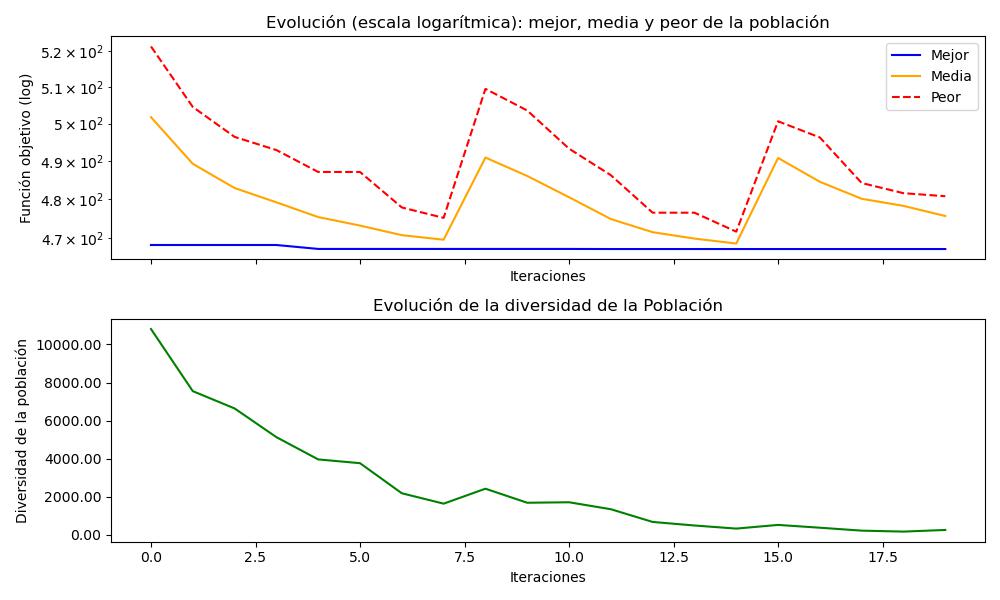 Evolución (escala logarítmica): mejor, media y peor de la población
Función objetivo (log)
5.2 × 10²
5.1 × 10²
5 × 10²
4.9 × 10²
4.8 × 10²
4.7 × 10²
Mejor
Media
Peor
Iteraciones
Evolución de la diversidad de la Población
Diversidad de la población
10000.00
8000.00
6000.00
4000.00
2000.00
0.00
0.0 2.5 5.0 7.5 10.0 12.5 15.0 17.5
Iteraciones